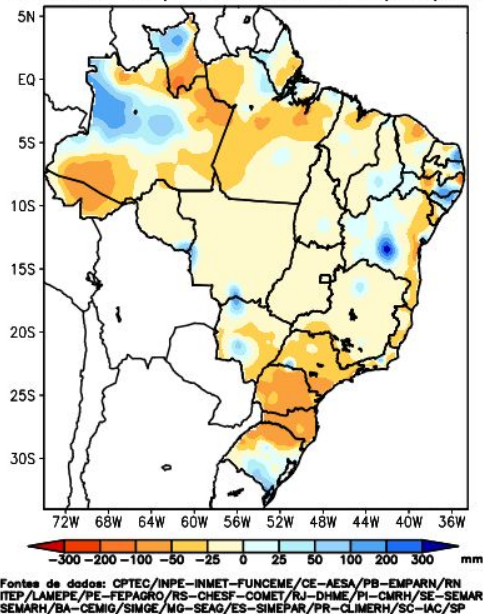 5N
EQ
5S
10S
15S
20S
25S
30S
72W 68W 64W 60W 56W 52W 48W 44W 40W 36W
-300 -200 -100 -50 -25 0 25 50 100 200 300 mm
Fontes de dados: CPTEC/INPE-INMET-FUNCEME/CE-AESA/PB-EMPARN/RN
ITEP/LAMEPE/PE-FEPAGRO/RS-CHESF-COMET/RJ-DHME/PI-CMRH/SE-SEMAR
SEMARH/BA-CEMIG/SIMGE/MG-SEAG/ES-SIMEPAR/PR-CLIMERH/SC-IAC/SP